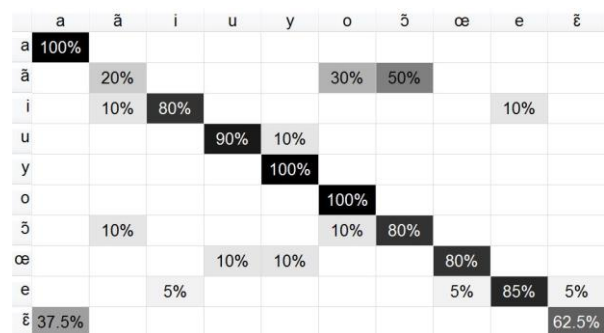 a ã i u y o ɔ̃ œ e ɛ̃
a 100%
ã 20% 30% 50%
i 10% 80% 10%
u 90% 10%
y 100%
o 100%
ɔ̃ 10% 10% 80%
œ 10% 10% 80%
e 5% 5% 85% 5%
ɛ̃ 37.5% 62.5%